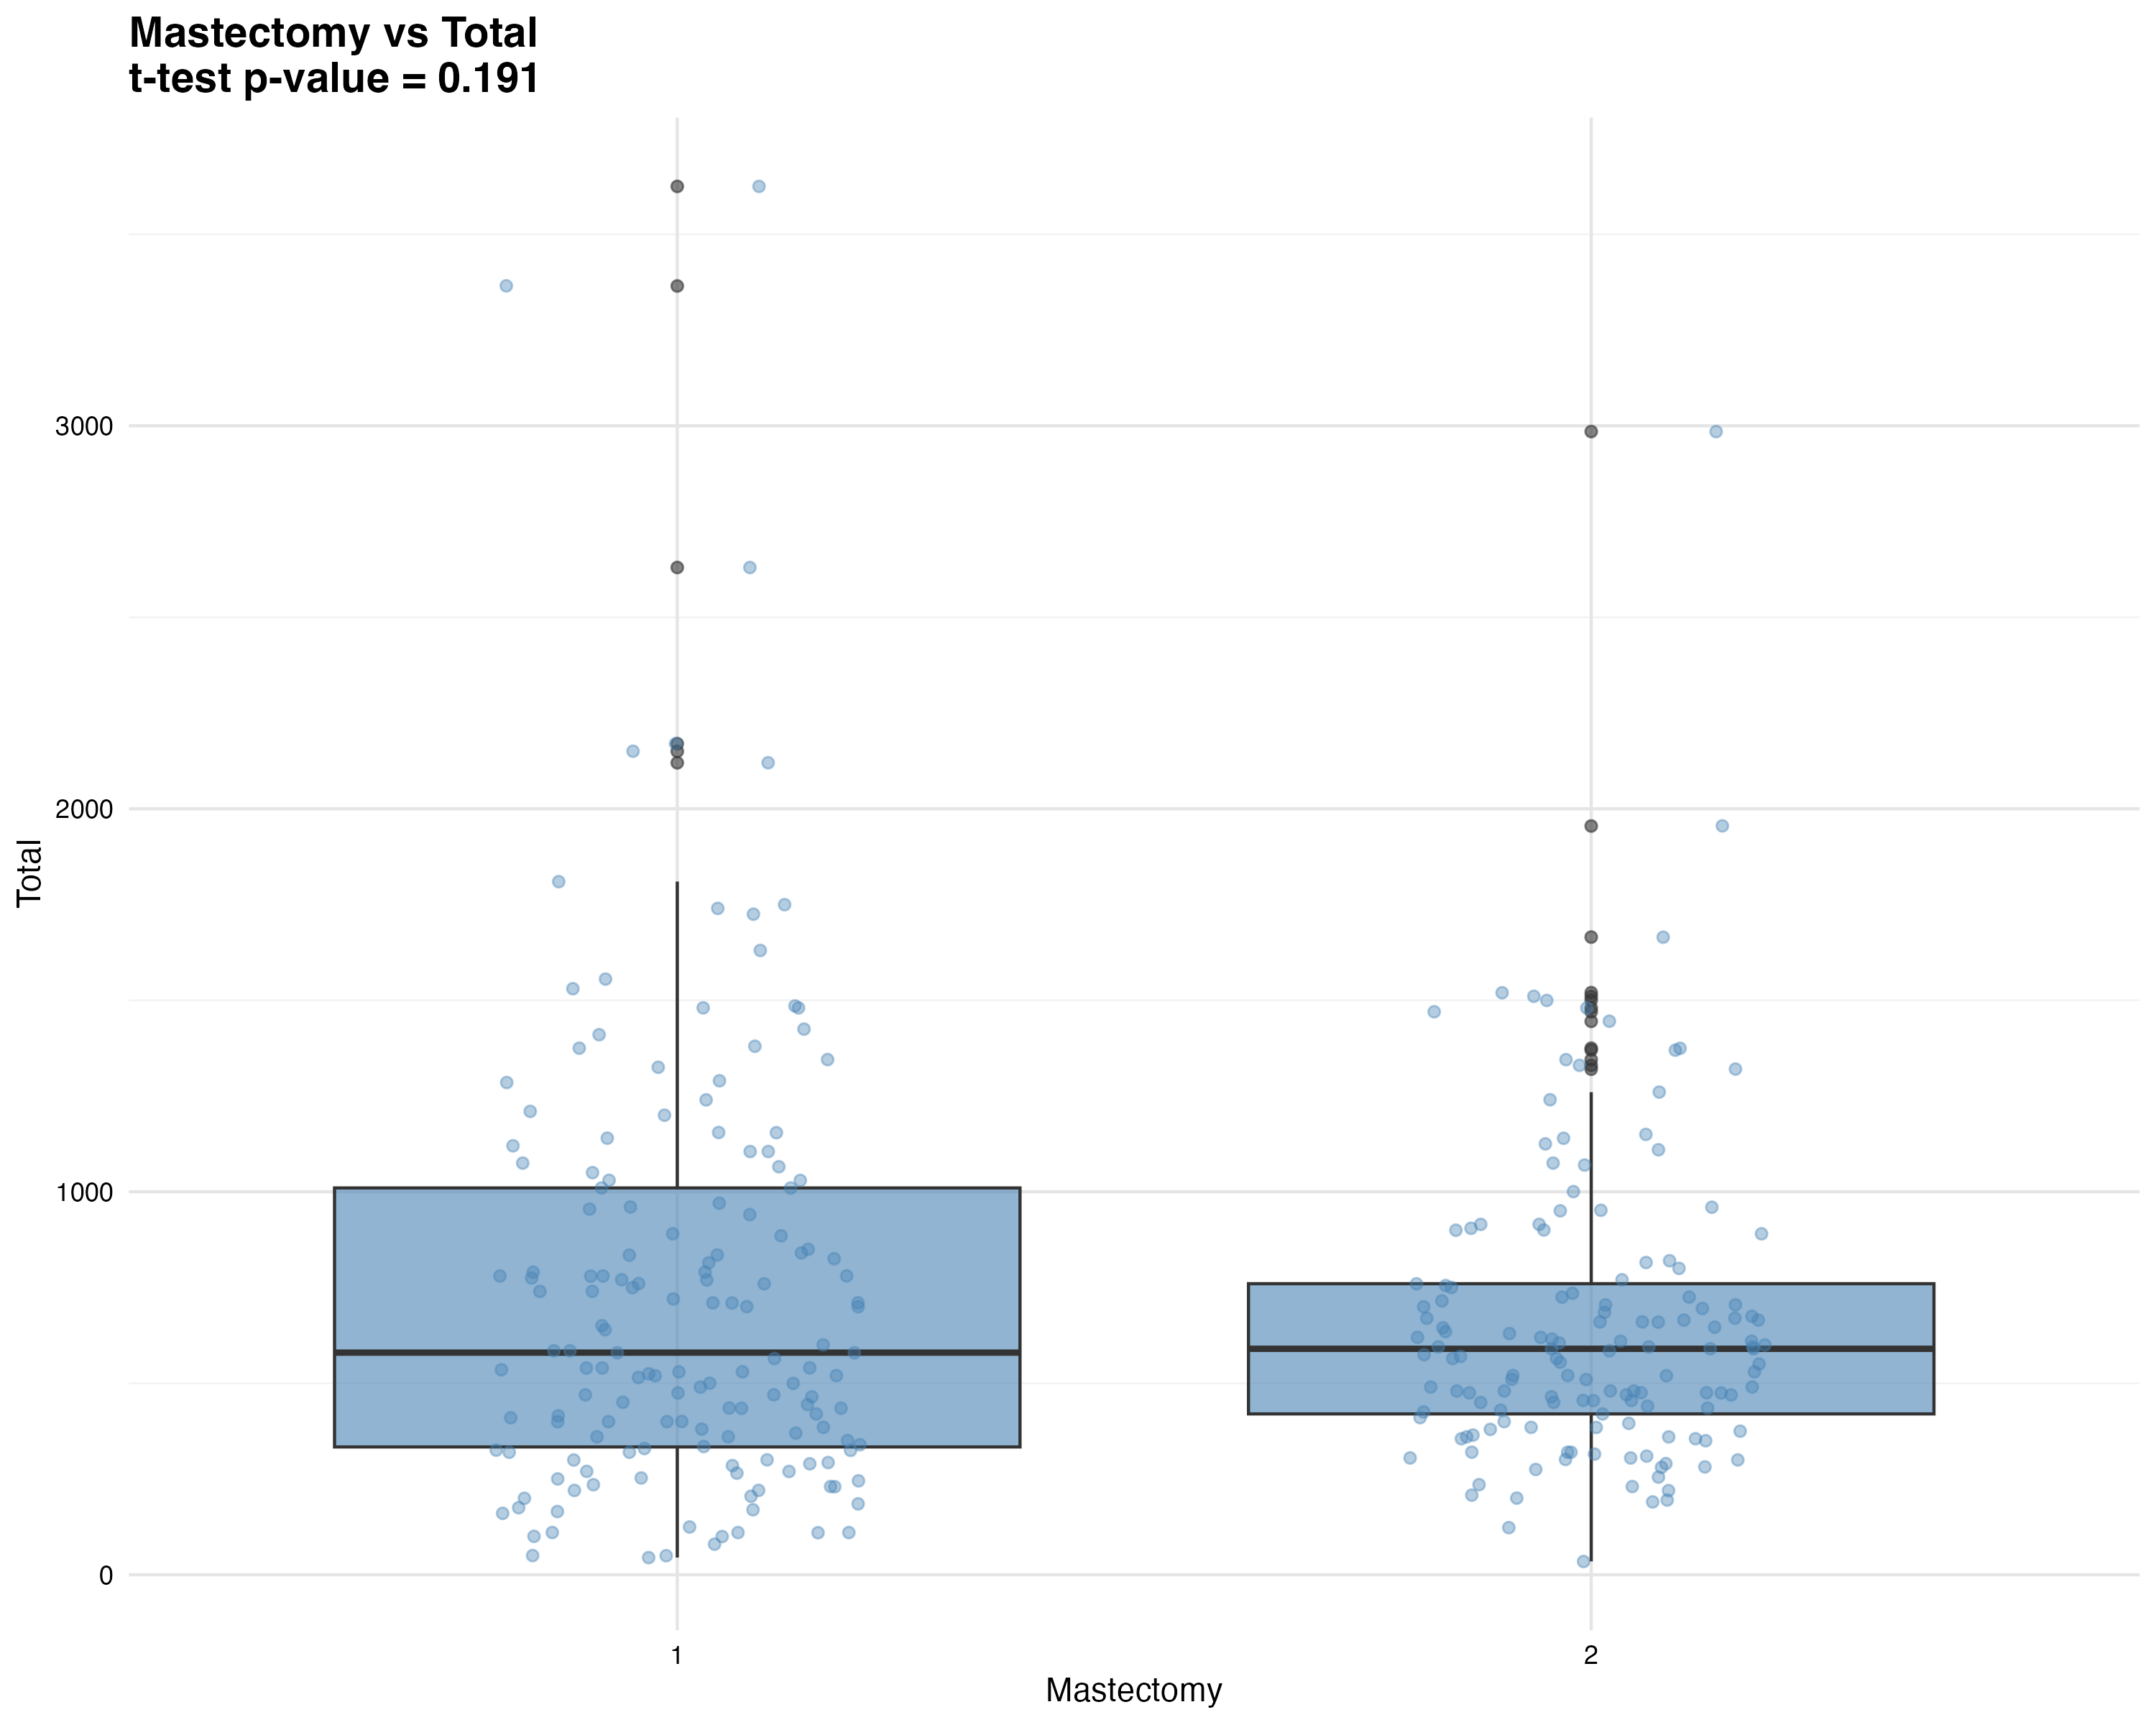 Mastectomy vs Total
t-test p-value = 0.191
Total
3000
2000
1000
0
1
2
Mastectomy